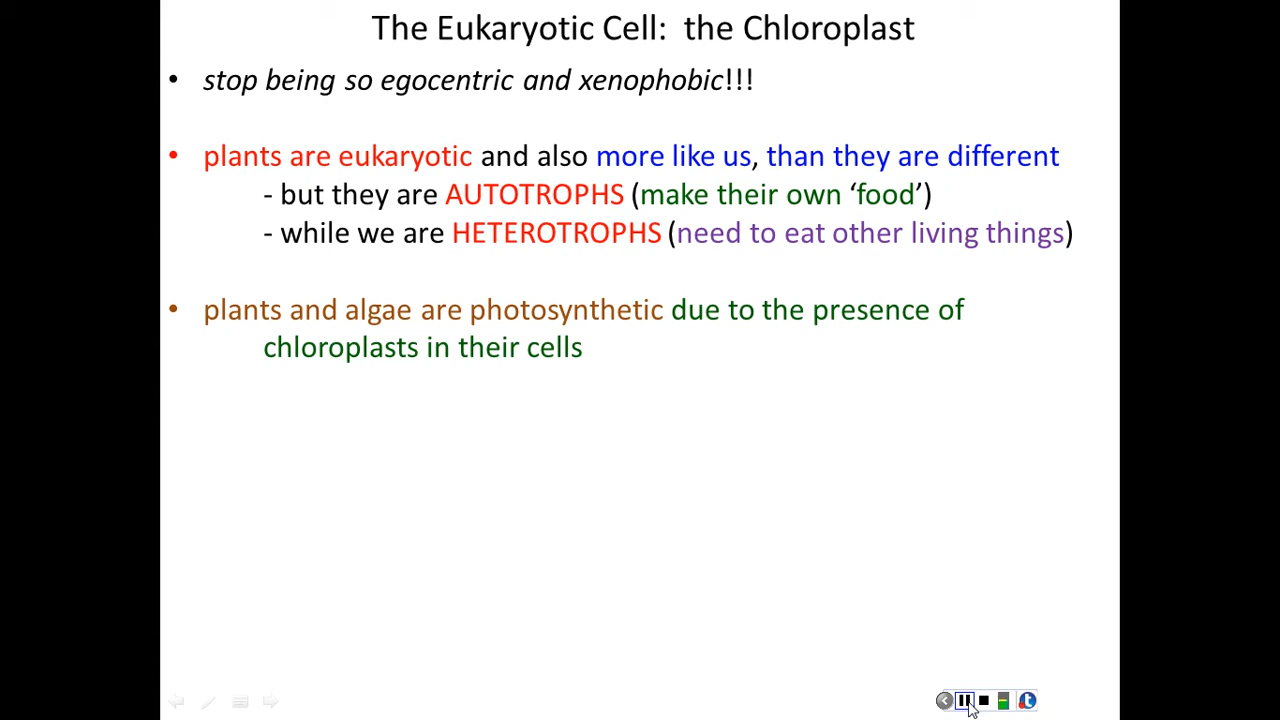 The Eukaryotic Cell:  the Chloroplast
• stop being so egocentric and xenophobic!!!
• plants are eukaryotic and also more like us, than they are different
- but they are AUTOTROPHS (make their own ‘food’)
- while we are HETEROTROPHS (need to eat other living things)
• plants and algae are photosynthetic due to the presence of
chloroplasts in their cells